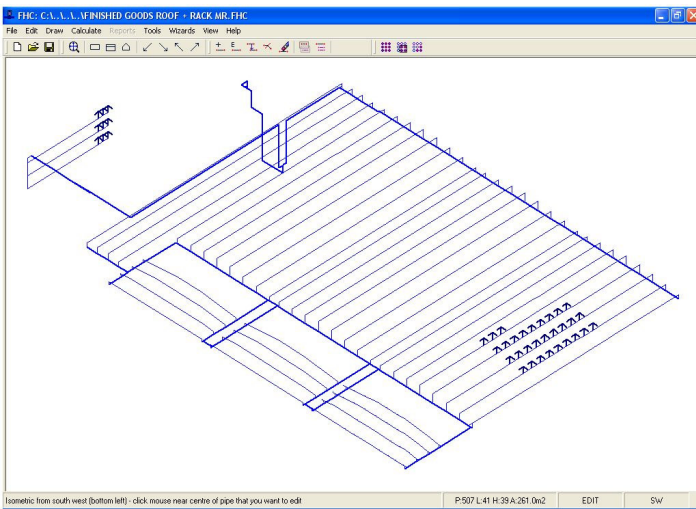 FHC: C:\..\..\..\FINISHED GOODS ROOF + RACK MR.FHC
File Edit Draw Calculate Reports Tools Wizards View Help
Isometric from south west (bottom left) - click mouse near centre of pipe that you want to edit
P:507 L:41 H:39 A:261.0m2
EDIT
SW